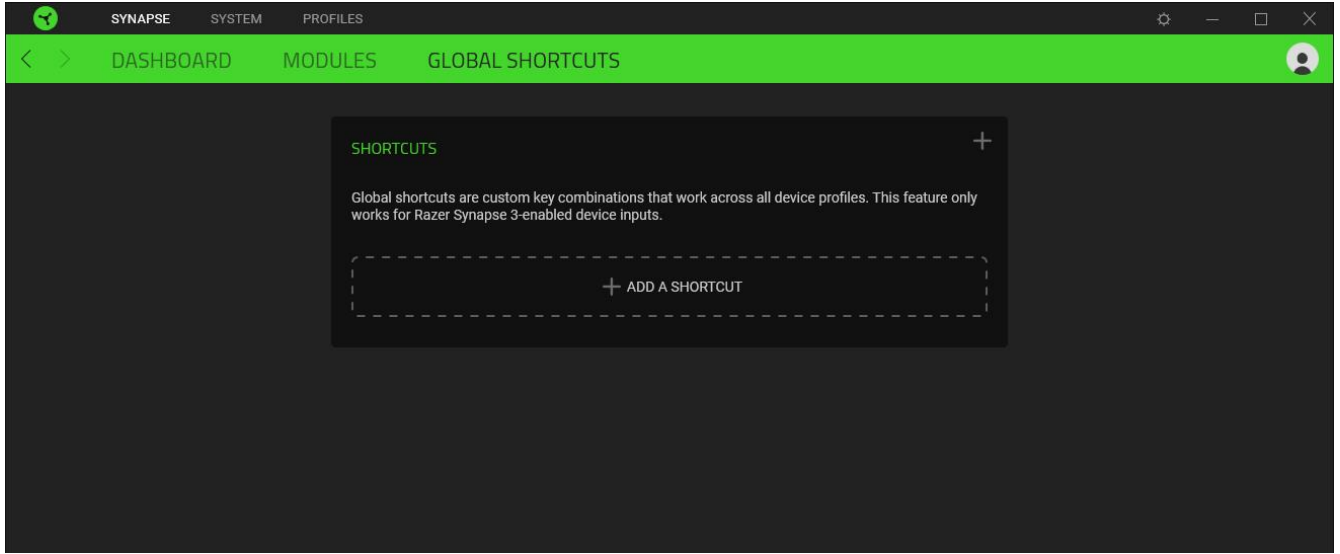 SYNAPSE SYSTEM PROFILES
DASHBOARD MODULES GLOBAL SHORTCUTS
SHORTCUTS
Global shortcuts are custom key combinations that work across all device profiles. This feature only
works for Razer Synapse 3-enabled device inputs.
ADD A SHORTCUT